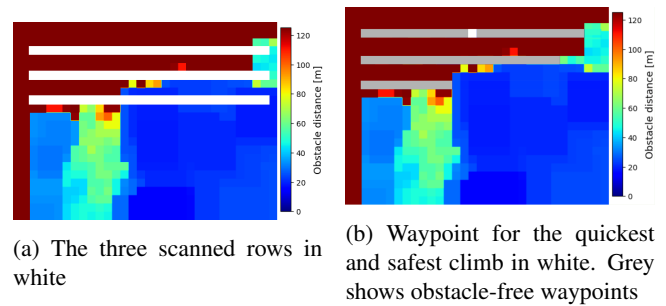 120
100
80
60
40
20
0
Obstacle distance [m]
120
100
80
60
40
20
0
Obstacle distance [m]
(a) The three scanned rows in
white
(b) Waypoint for the quickest
and safest climb in white. Grey
shows obstacle-free waypoints